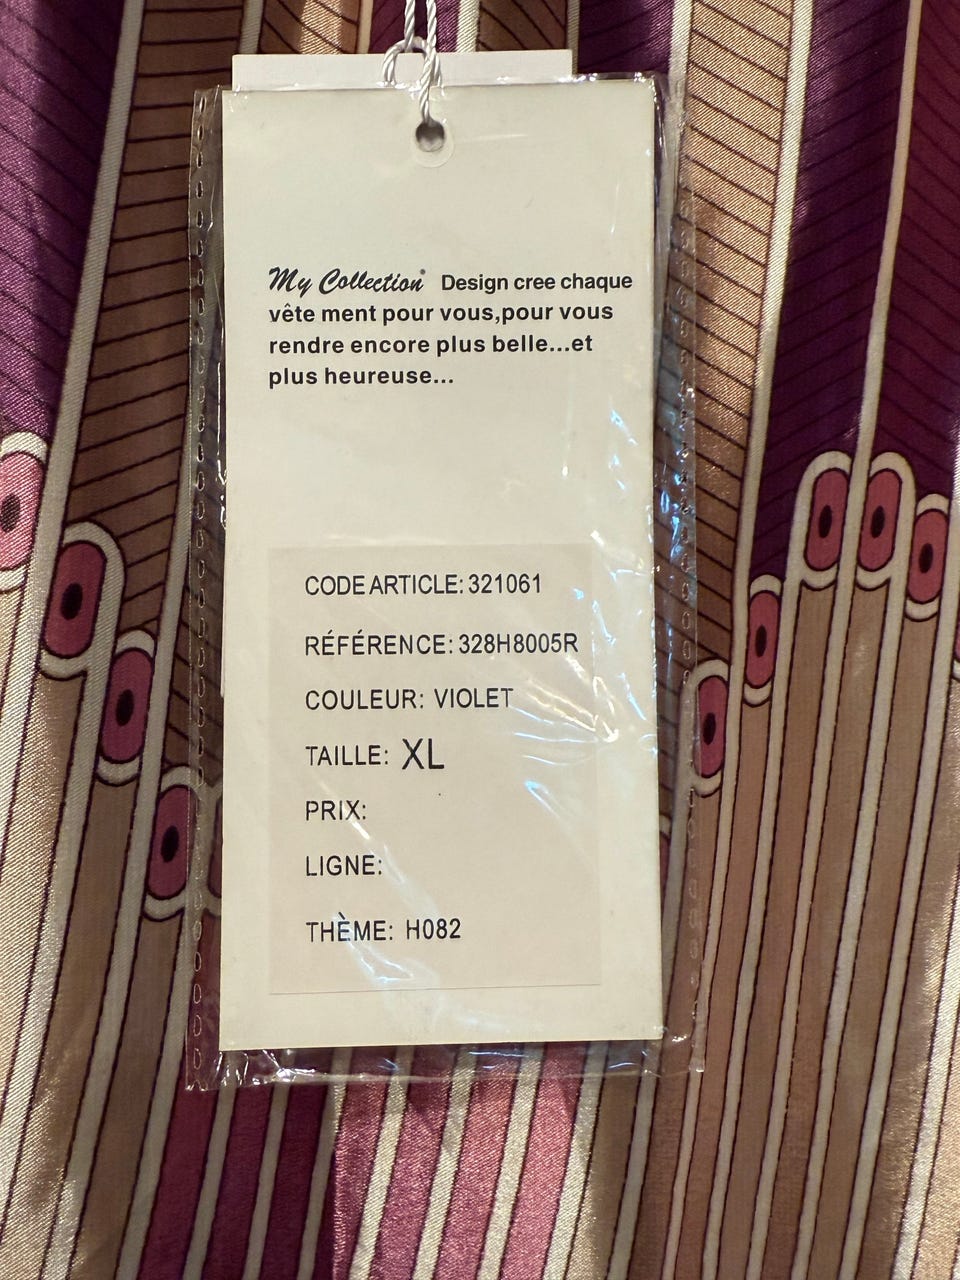 My Collection® Design cree chaque
vête ment pour vous,pour vous
rendre encore plus belle...et
plus heureuse...
CODE ARTICLE: 321061
RÉFÉRENCE: 328H8005R
COULEUR: VIOLET
TAILLE: XL
PRIX:
LIGNE:
THÈME: H082